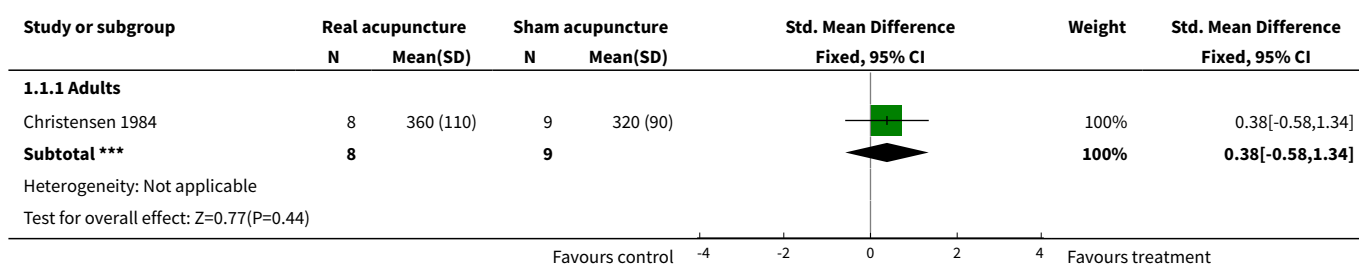 Study or subgroup Real acupuncture Sham acupuncture Std. Mean Difference Weight Std. Mean Difference
N Mean(SD) N Mean(SD) Fixed, 95% CI Fixed, 95% CI
1.1.1 Adults
Christensen 1984 8 360 (110) 9 320 (90) 100% 0.38[-0.58,1.34]
Subtotal *** 8 9 100% 0.38[-0.58,1.34]
Heterogeneity: Not applicable
Test for overall effect: Z=0.77(P=0.44)
Favours control -4 -2 0 2 4 Favours treatment